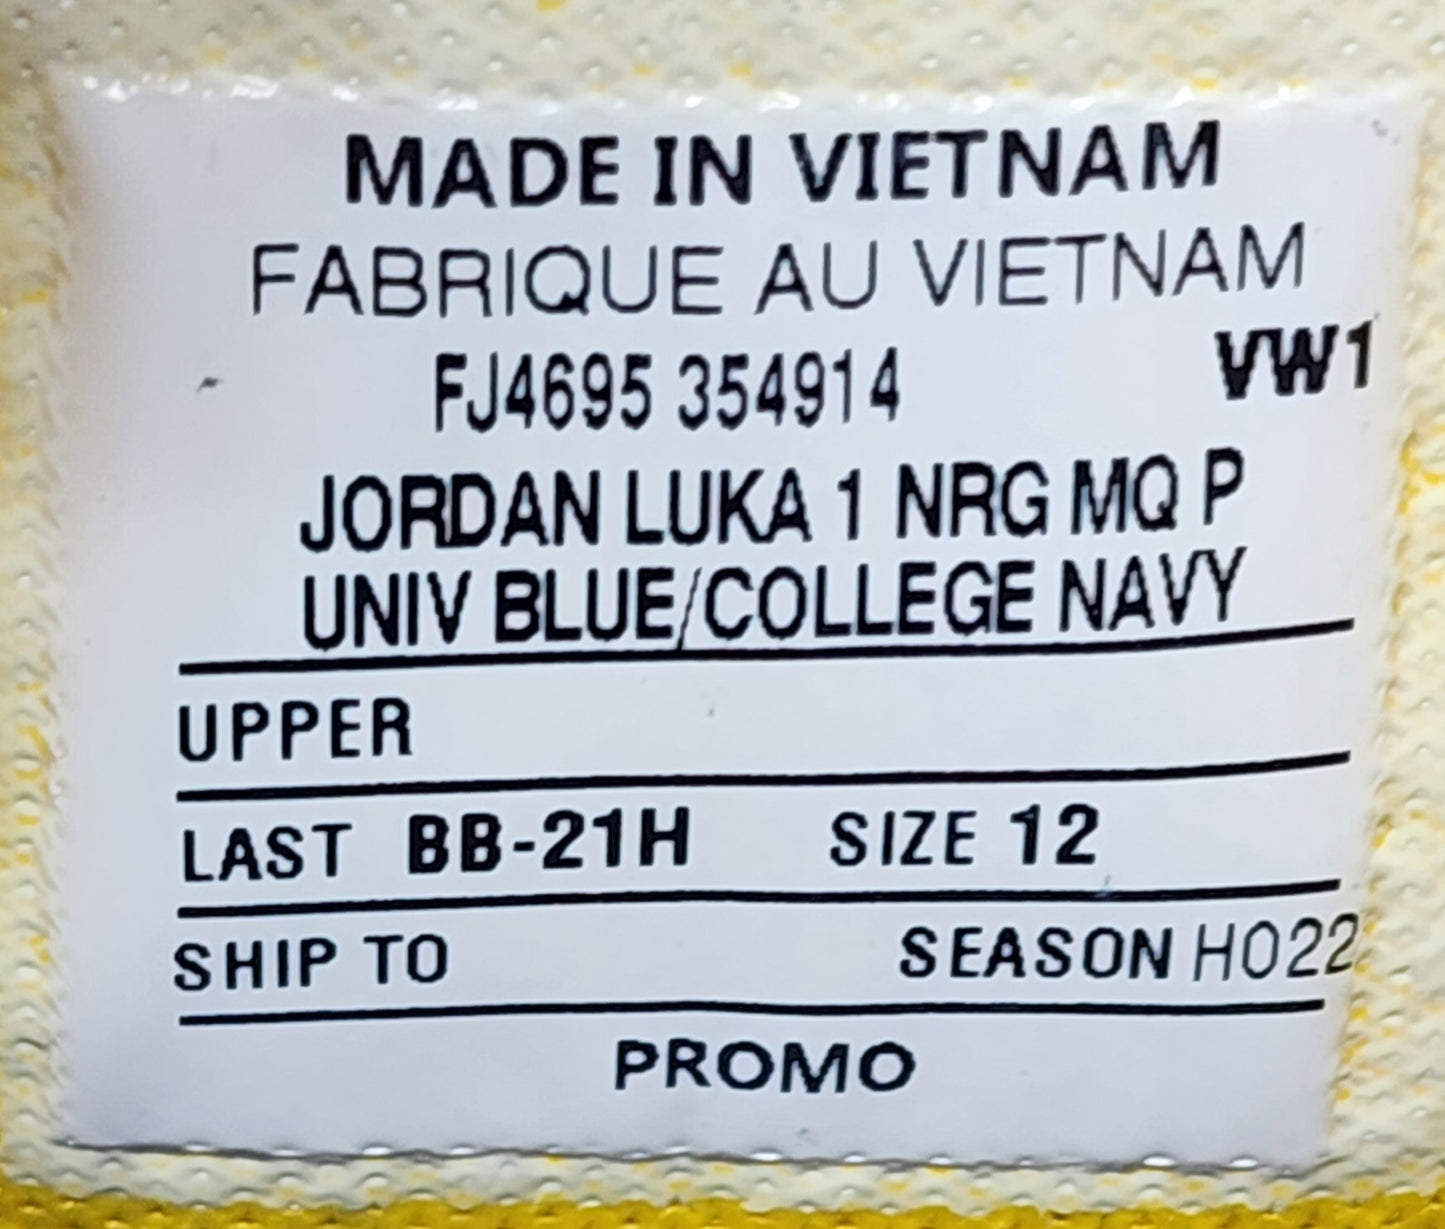 MADE IN VIETNAM
FABRIQUE AU VIETNAM
FJ4695 354914 VW1
JORDAN LUKA 1 NRG MQ P
UNIV BLUE/COLLEGE NAVY
UPPER
LAST BB-21H SIZE 12
SHIP TO SEASON HO22
PROMO